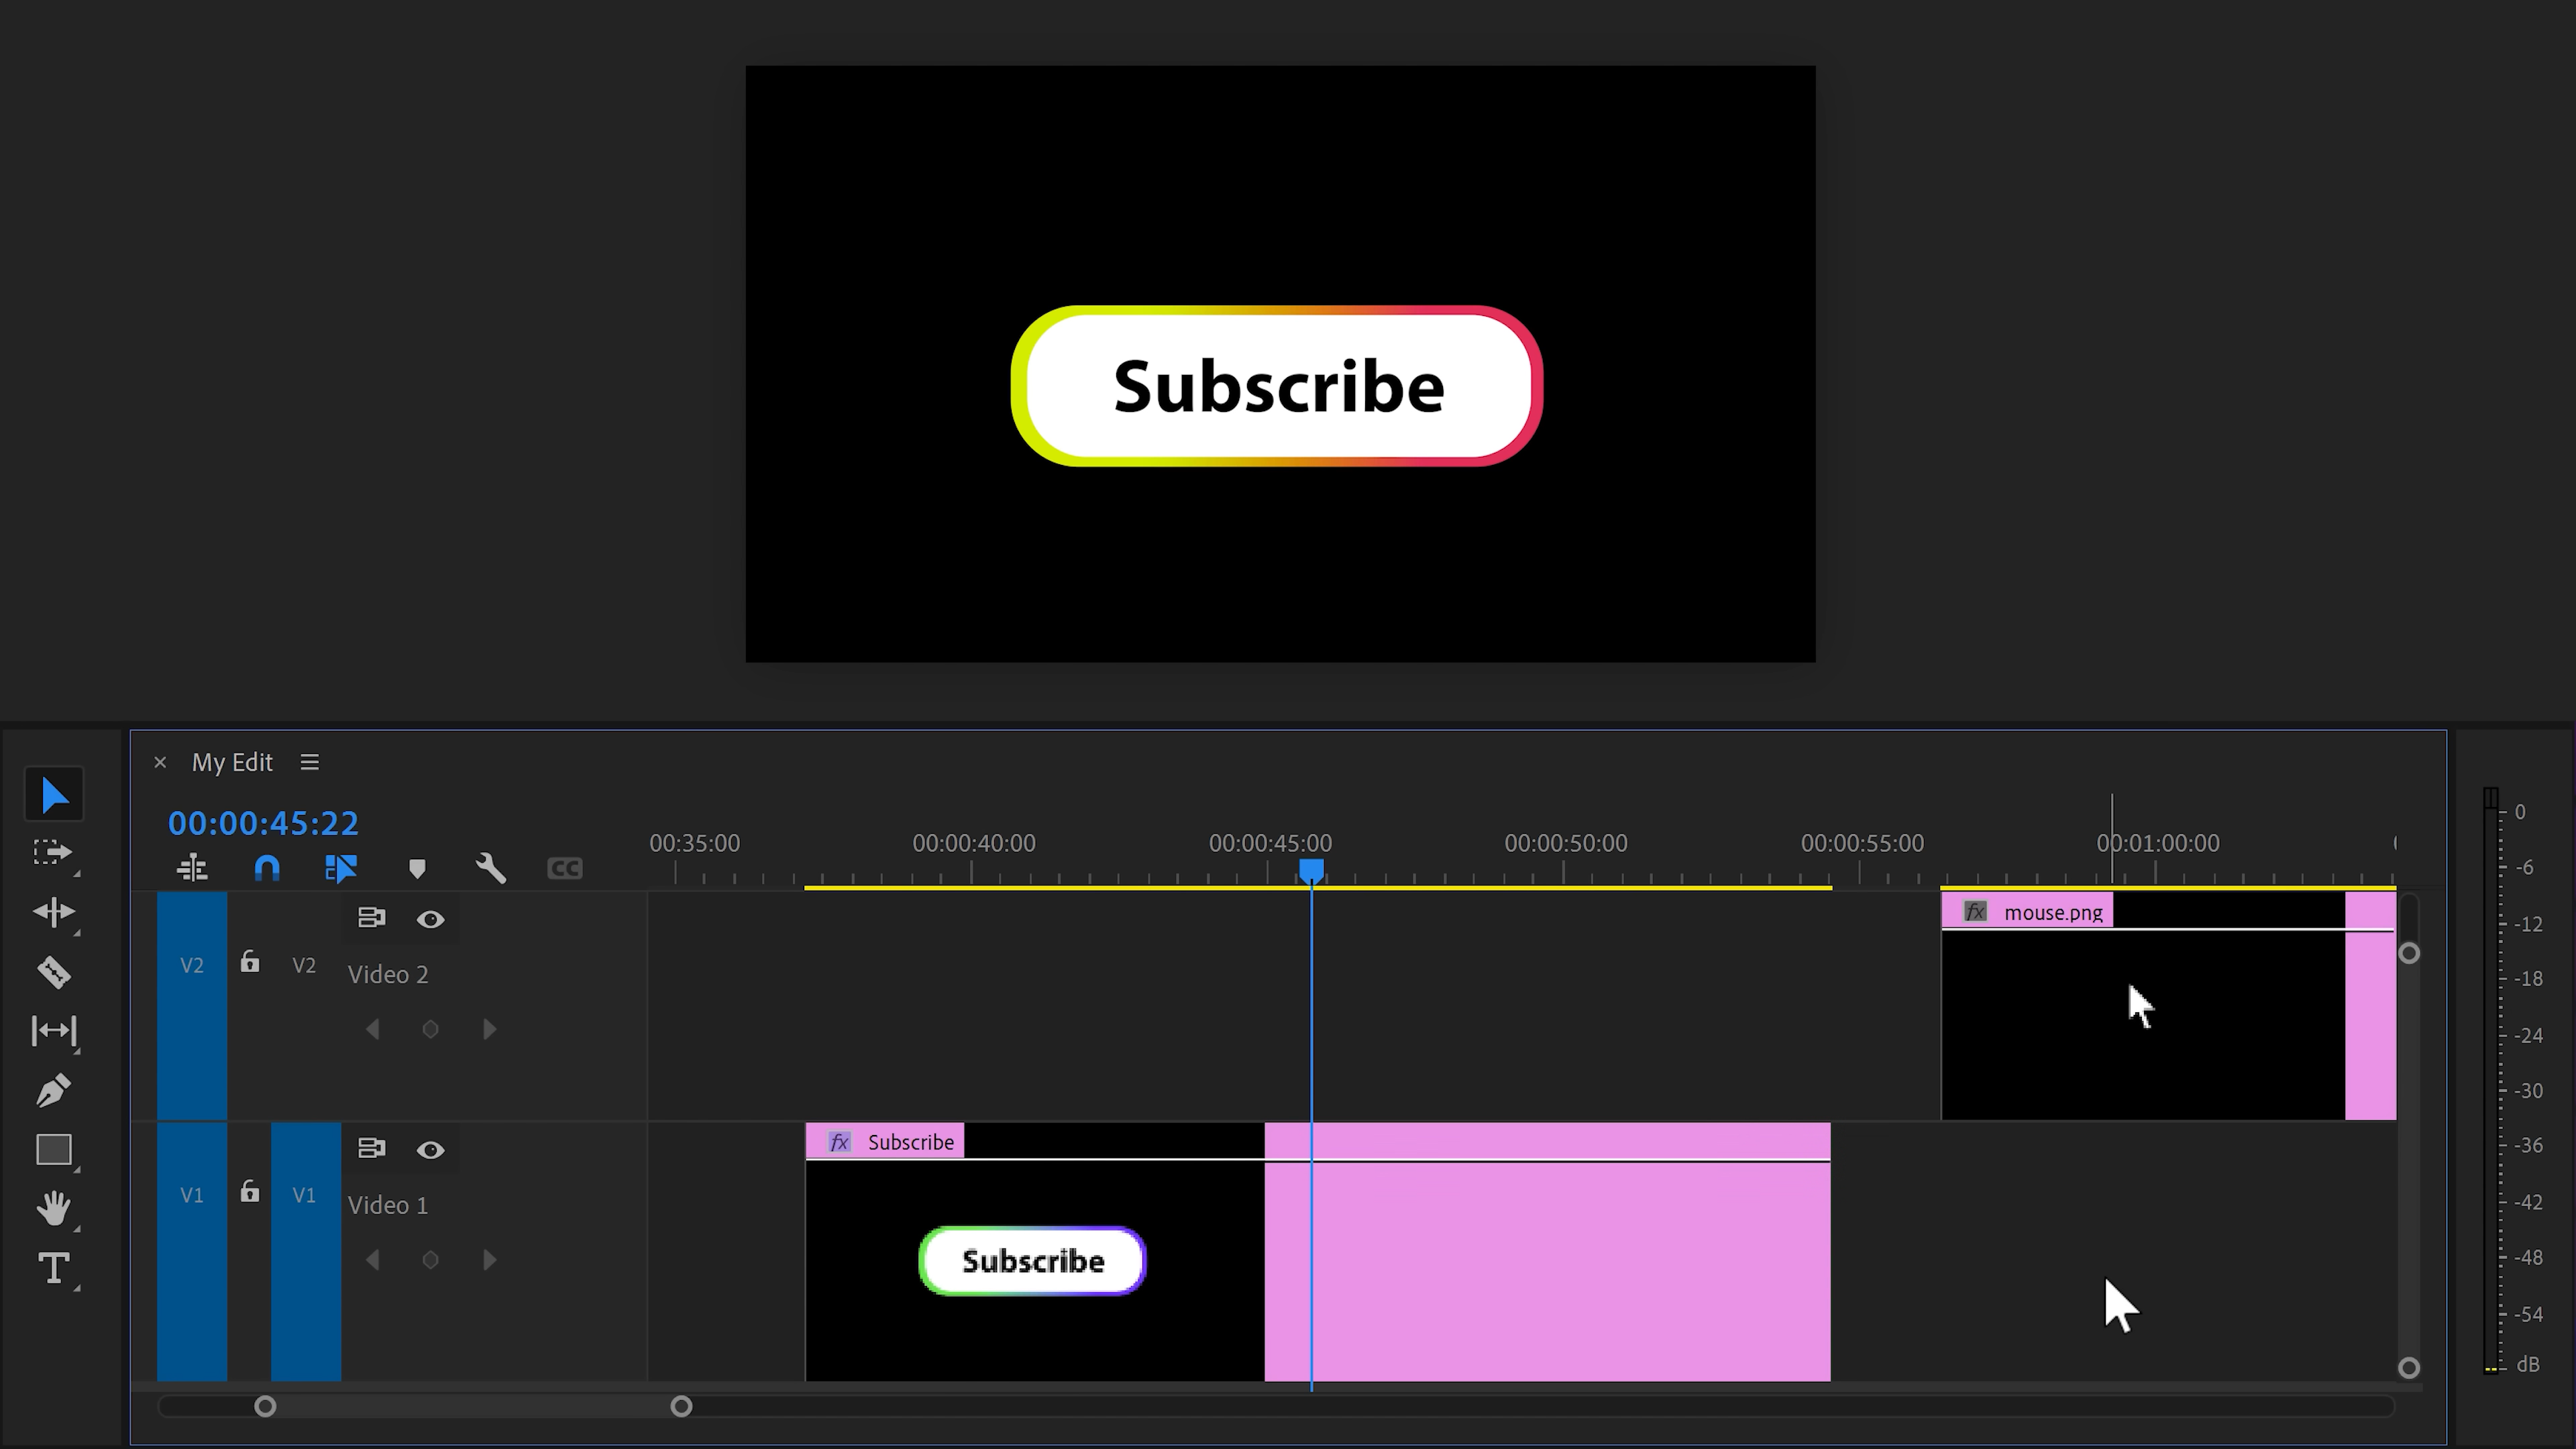 Subscribe
× My Edit
00:00:45:22
00:35:00 00:00:40:00 00:00:45:00 00:00:50:00 00:00:55:00 00:01:00:00
CC
V2 V2 Video 2
fx mouse.png
V1 V1 Video 1
fx Subscribe
Subscribe
T
0
-6
-12
-18
-24
-30
-36
-42
-48
-54
dB